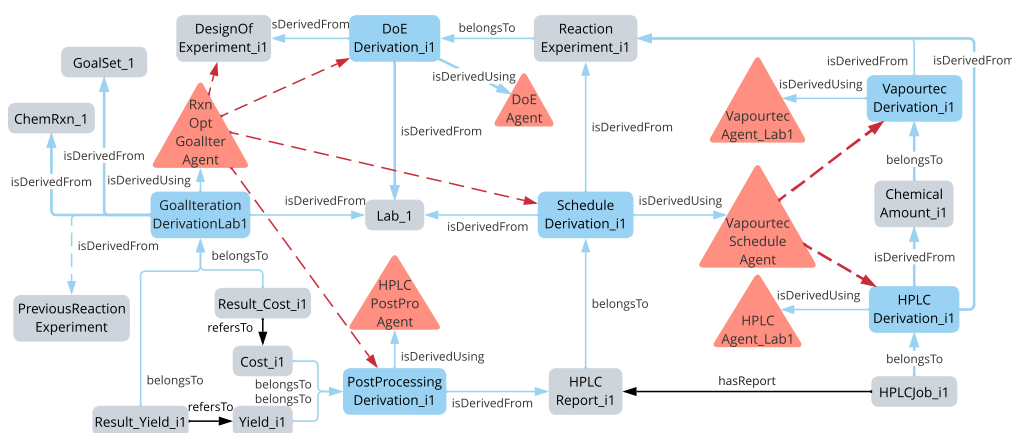 DesignOf
Experiment_i1
sDerivedFrom
DoE
Derivation_i1
belongsTo
Reaction
Experiment_i1
isDerivedFrom
isDerivedFrom
GoalSet_1
isDerivedUsing
DoE
Agent
Vapourtec
Agent_Lab1
isDerivedUsing
Vapourtec
Derivation_i1
ChemRxn_1
Rxn
Opt
GoalIter
Agent
isDerivedFrom
isDerivedFrom
isDerivedFrom
isDerivedFrom
isDerivedUsing
belongsTo
GoalIteration
DerivationLab1
isDerivedFrom
Lab_1
isDerivedFrom
Schedule
Derivation_i1
isDerivedUsing
Vapourtec
Schedule
Agent
Chemical
Amount_i1
isDerivedFrom
belongsTo
isDerivedFrom
PreviousReaction
Experiment
Result_Cost_i1
refersTo
HPLC
PostPro
Agent
belongsTo
HPLC
Agent_Lab1
isDerivedUsing
HPLC
Derivation_i1
Cost_i1
isDerivedUsing
belongsTo
belongsTo
belongsTo
belongsTo
PostProcessing
Derivation_i1
isDerivedFrom
HPLC
Report_i1
hasReport
HPLCJob_i1
Result_Yield_i1
refersTo
Yield_i1